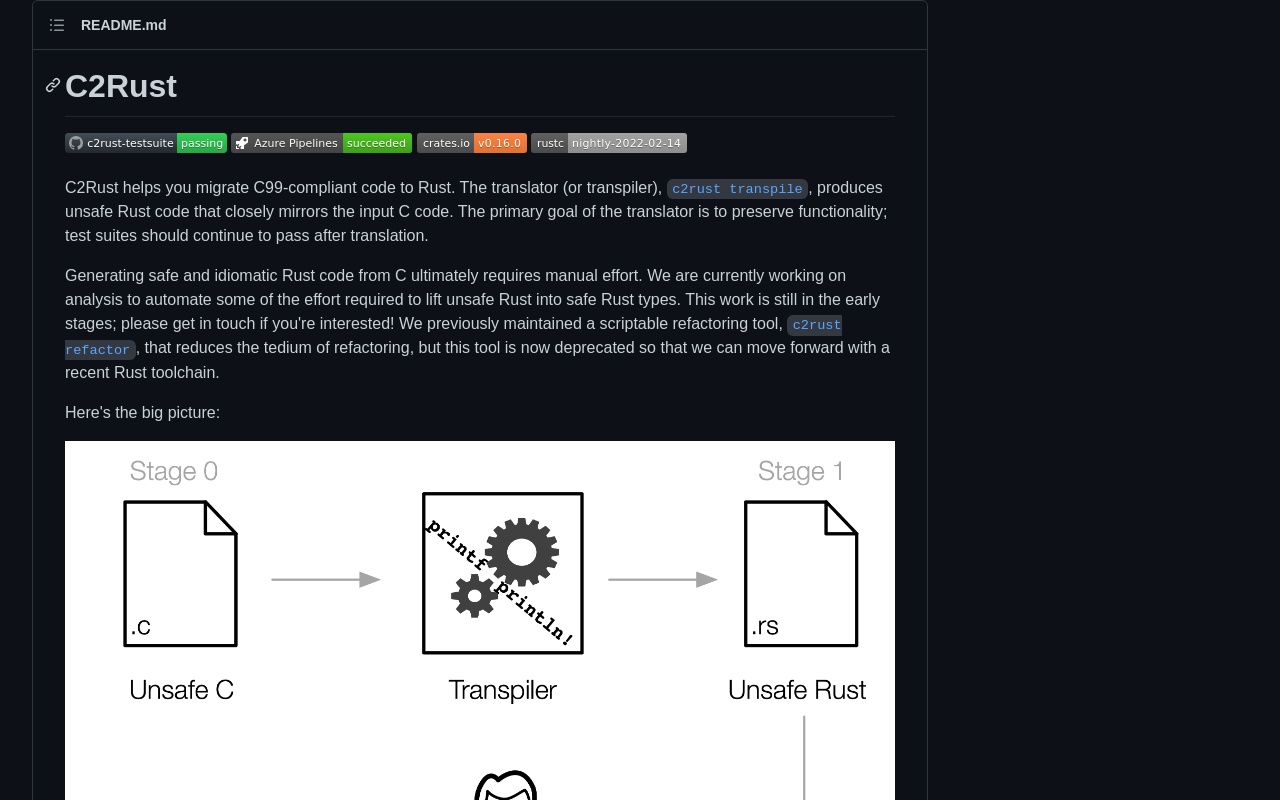 README.md
C2Rust
c2rust-testsuite passing Azure Pipelines succeeded crates.io v0.16.0 rustc nightly-2022-02-14
C2Rust helps you migrate C99-compliant code to Rust. The translator (or transpiler), c2rust transpile, produces
unsafe Rust code that closely mirrors the input C code. The primary goal of the translator is to preserve functionality;
test suites should continue to pass after translation.
Generating safe and idiomatic Rust code from C ultimately requires manual effort. We are currently working on
analysis to automate some of the effort required to lift unsafe Rust into safe Rust types. This work is still in the early
stages; please get in touch if you're interested! We previously maintained a scriptable refactoring tool, c2rust
refactor, that reduces the tedium of refactoring, but this tool is now deprecated so that we can move forward with a
recent Rust toolchain.
Here's the big picture:
Stage 0
Stage 1
printf
println!
.c
.rs
Unsafe C
Transpiler
Unsafe Rust